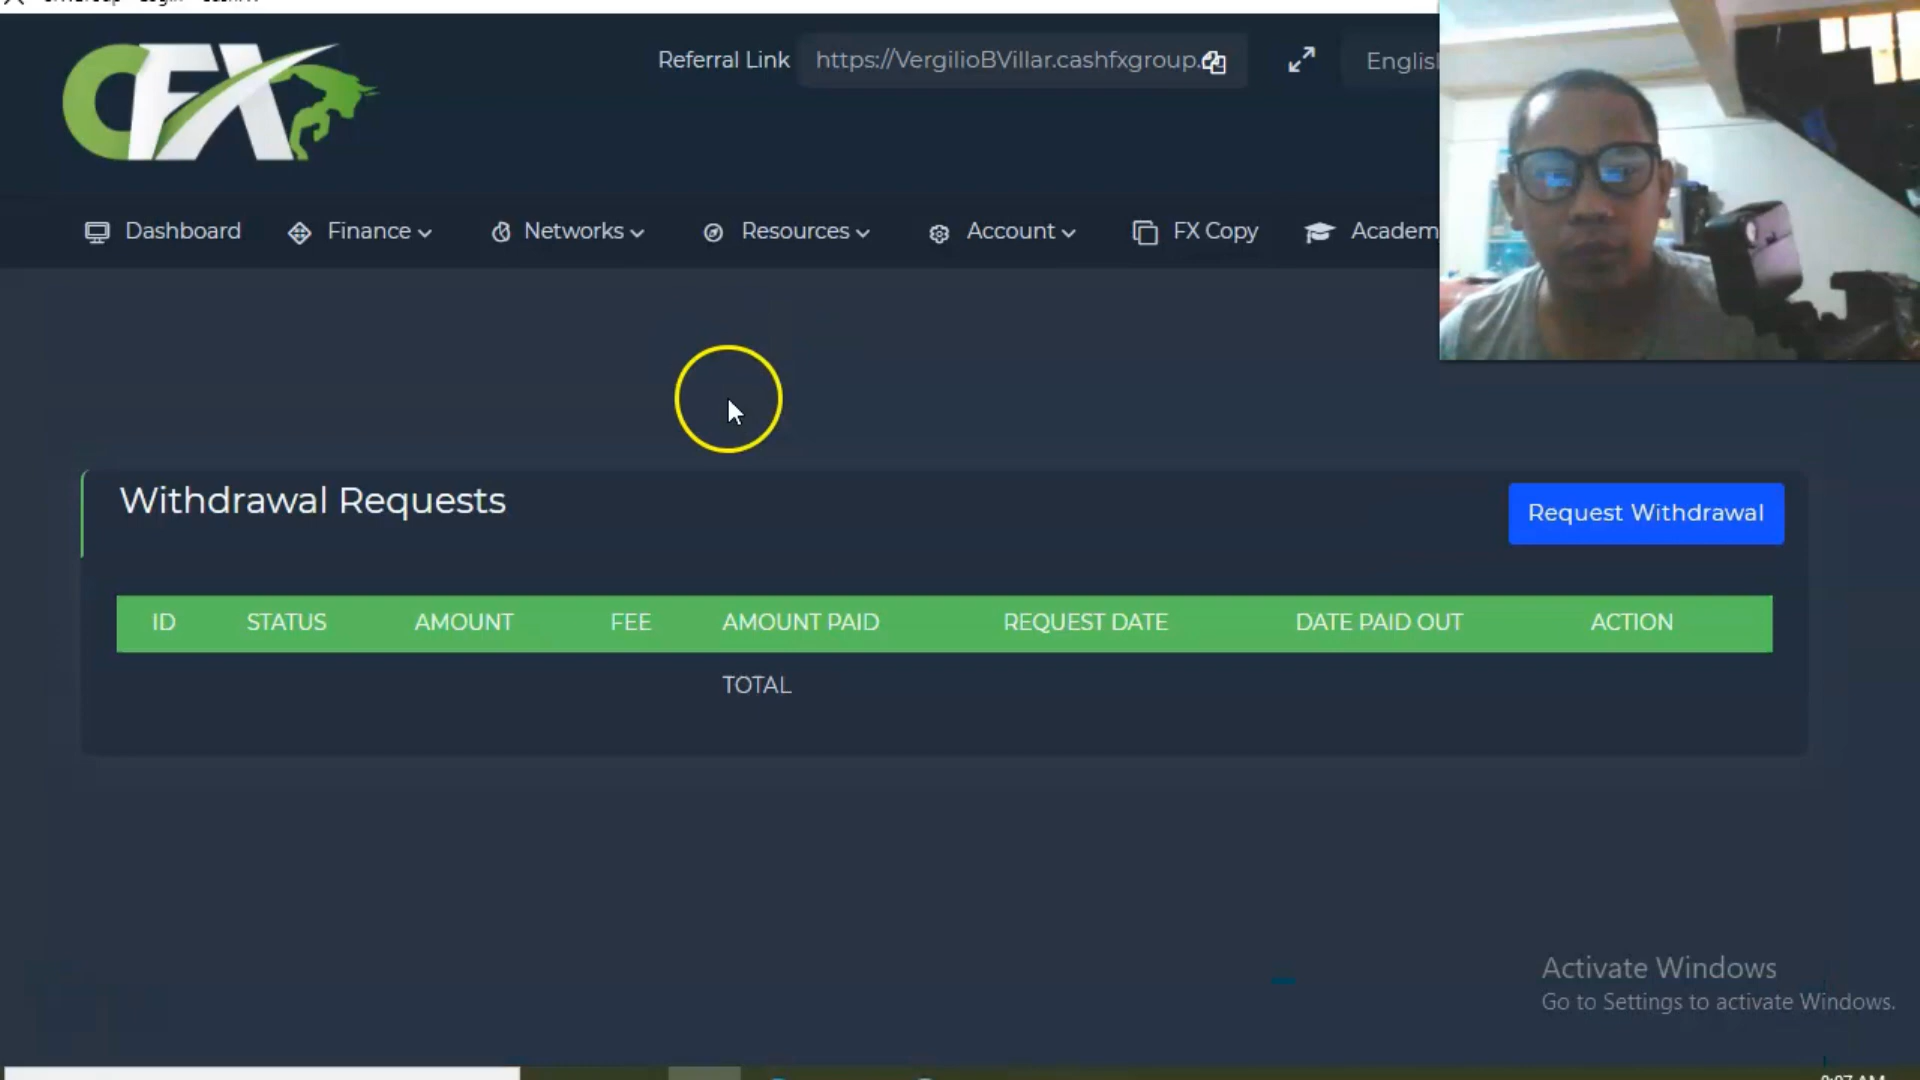 CFX
Referral Link
https://VergilioBVillar.cashfxgroup.
Englis
Dashboard
Finance
Networks
Resources
Account
FX Copy
Academ
Withdrawal Requests
Request Withdrawal
ID STATUS AMOUNT FEE AMOUNT PAID REQUEST DATE DATE PAID OUT ACTION
TOTAL
Activate Windows
Go to Settings to activate Windows.